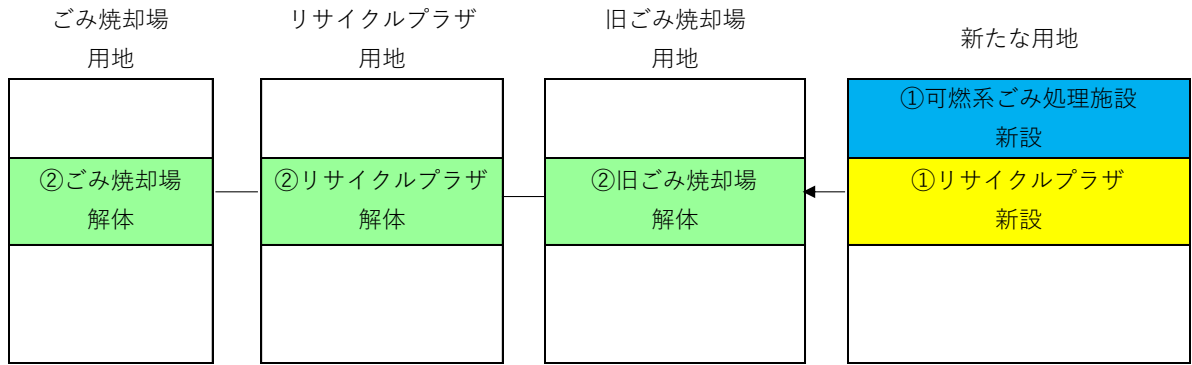 ごみ焼却場
用地
リサイクルプラザ
用地
旧ごみ焼却場
用地
新たな用地
①可燃系ごみ処理施設
新設
②ごみ焼却場
解体
②リサイクルプラザ
解体
②旧ごみ焼却場
解体
①リサイクルプラザ
新設